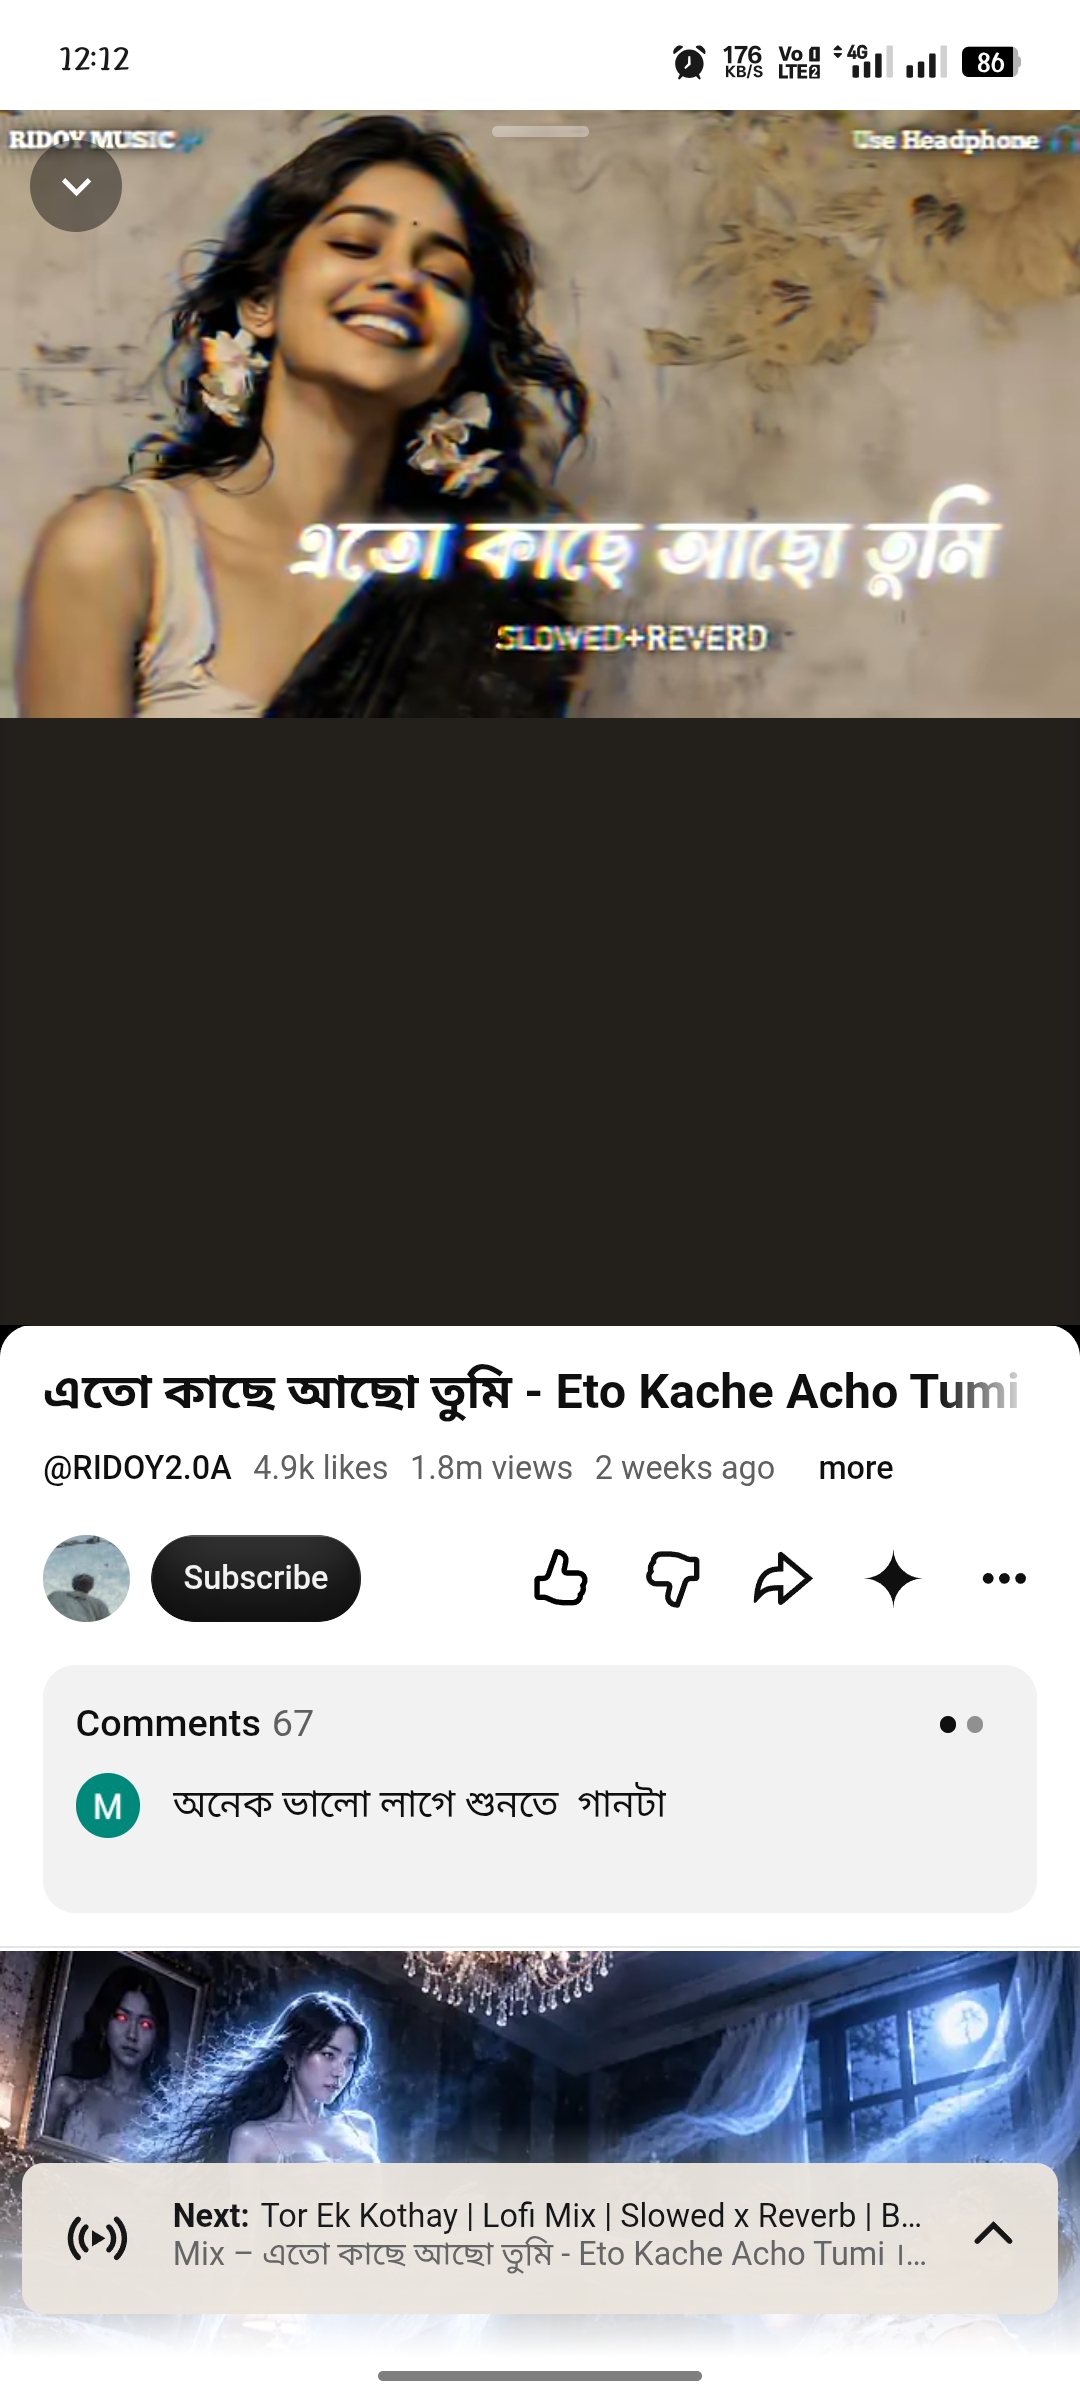 12:12
176
KB/S
Vo 1
LTE 2
4G
86
RIDOY MUSIC
Use Headphone
এতো কাছে আছো তুমি
SLOWED+REVERD
এতো কাছে আছো তুমি - Eto Kache Acho Tumi
@RIDOY2.0A 4.9k likes 1.8m views 2 weeks ago more
Subscribe
Comments 67
M
অনেক ভালো লাগে শুনতে গানটা
Next: Tor Ek Kothay | Lofi Mix | Slowed x Reverb | B...
Mix – এতো কাছে আছো তুমি - Eto Kache Acho Tumi ।...